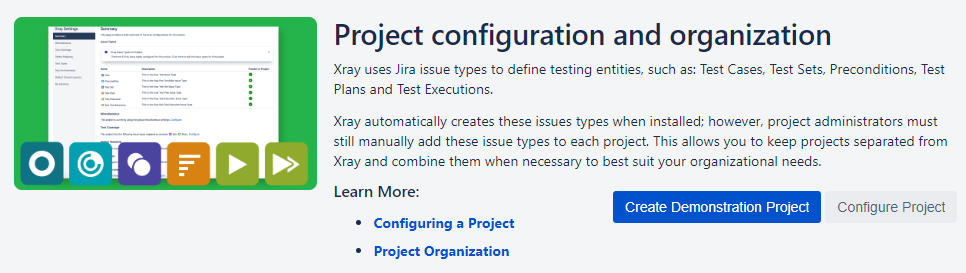 Project configuration and organization
Xray uses Jira issue types to define testing entities, such as: Test Cases, Test Sets, Preconditions, Test
Plans and Test Executions.
Xray automatically creates these issues types when installed; however, project administrators must
still manually add these issue types to each project. This allows you to keep projects separated from
Xray and combine them when necessary to best suit your organizational needs.
Learn More:
Configuring a Project
Project Organization
Create Demonstration Project
Configure Project
Xray Settings
Summary
Summary
Miscellaneous
Test Coverage